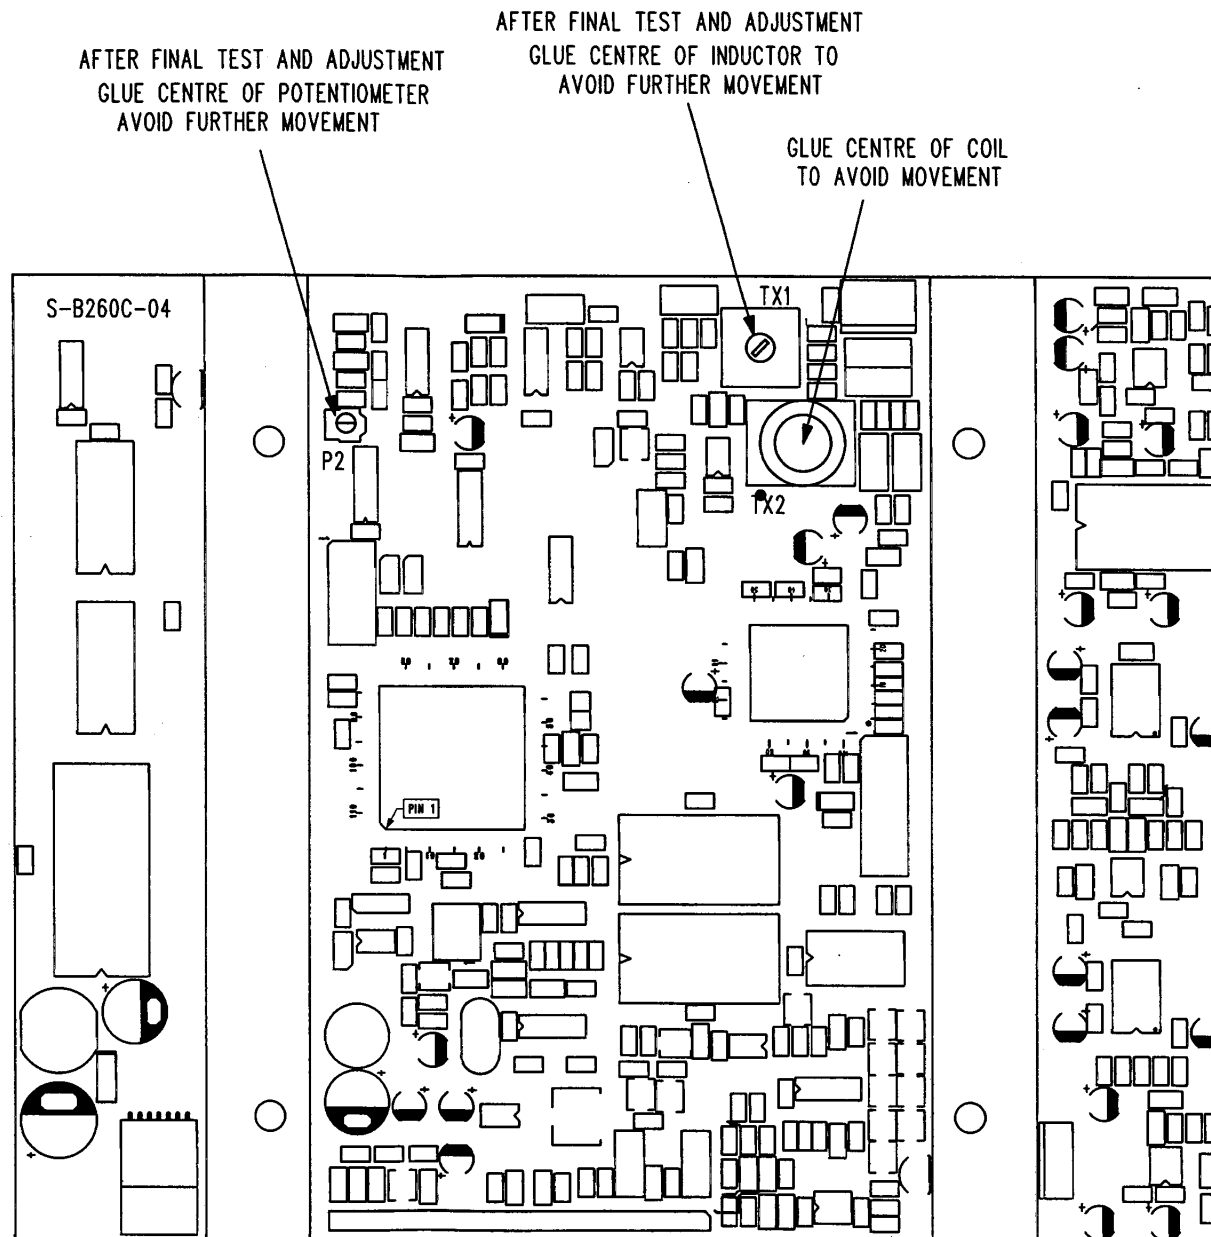 AFTER FINAL TEST AND ADJUSTMENT
GLUE CENTRE OF INDUCTOR TO
AVOID FURTHER MOVEMENT
AFTER FINAL TEST AND ADJUSTMENT
GLUE CENTRE OF POTENTIOMETER
AVOID FURTHER MOVEMENT
GLUE CENTRE OF COIL
TO AVOID MOVEMENT
S-B260C-04
TX1
P2
TX2
PIN 1